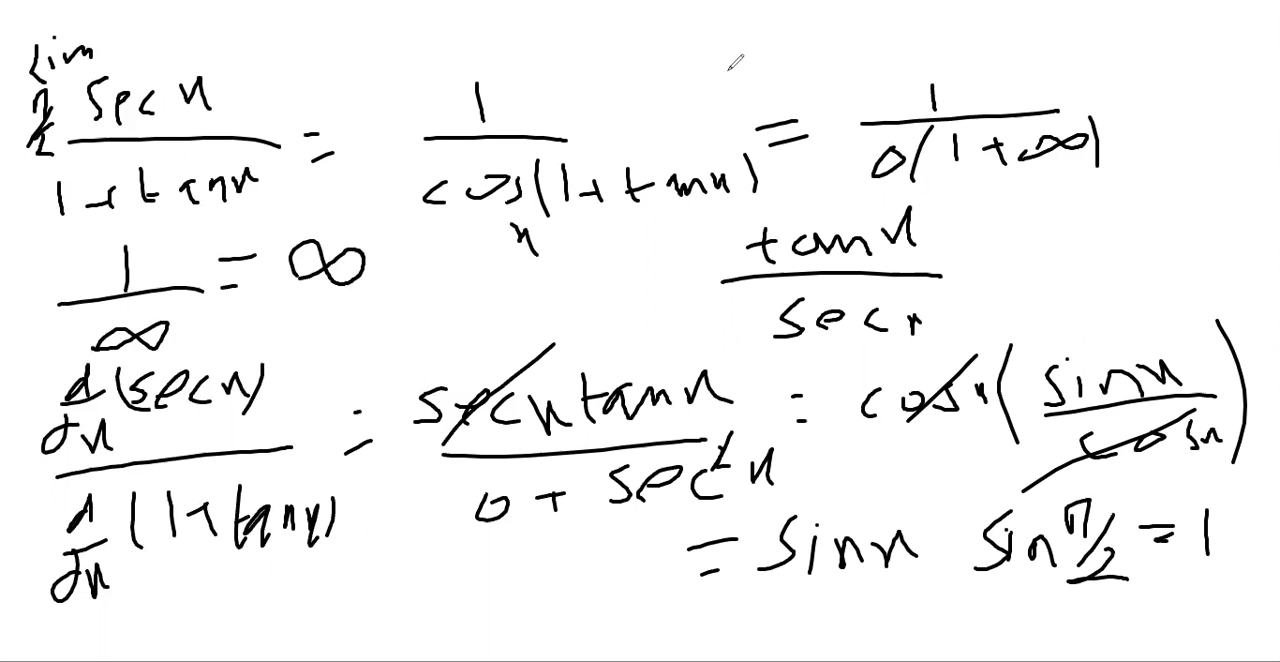 lim π/2 sec x / 1 + tan x = 1 / cos x (1 + tan x) = 1 / 0(1 + ∞)
1 / ∞ = ∞ tan x / sec x
d/dx (sec x) / d/dx (1 + tan x) = sec x tan x / 0 + sec² x = cos x ( sin x / cos x )
= sin x sin π/2 = 1